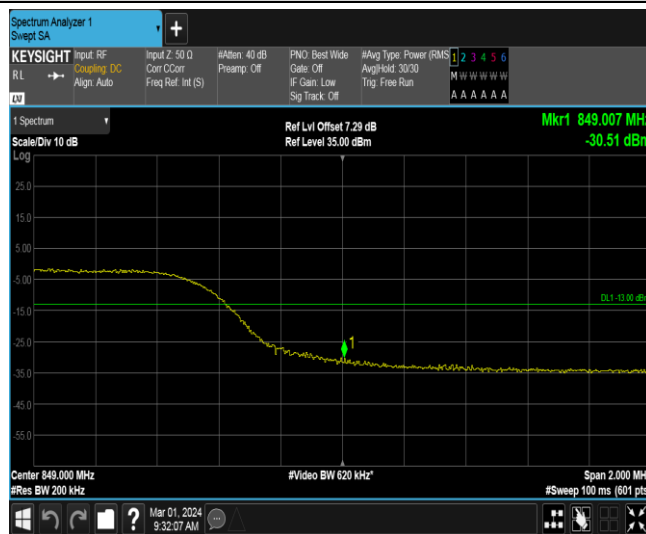 Spectrum Analyzer 1
Swept SA
KEYSIGHT
RL
LXI
Input: RF
Coupling: DC
Align: Auto
Input Z: 50 Ω
Corr CCorr
Freq Ref: Int (S)
#Atten: 40 dB
Preamp: Off
PNO: Best Wide
Gate: Off
IF Gain: Low
Sig Track: Off
#Avg Type: Power (RMS
Avg|Hold: 30/30
Trig: Free Run
1 2 3 4 5 6
M W W W W W
A A A A A A
1 Spectrum
Scale/Div 10 dB
Ref Lvl Offset 7.29 dB
Ref Level 35.00 dBm
Mkr1 849.007 MH
-30.51 dBm
Log
25.0
15.0
5.00
-5.00
DL1 -13.00 dBr
-15.0
-25.0
1
-35.0
-45.0
-55.0
Center 849.000 MHz
#Video BW 620 kHz*
Span 2.000 MH
#Res BW 200 kHz
#Sweep 100 ms (601 pts
?
Mar 01, 2024
9:32:07 AM